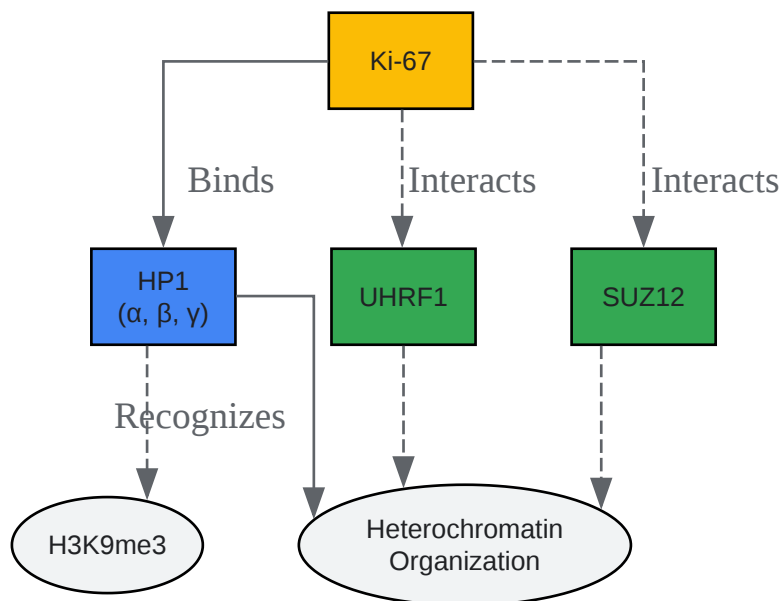 Ki-67
Binds
Interacts
Interacts
HP1
(α, β, γ)
UHRF1
SUZ12
Recognizes
H3K9me3
Heterochromatin
Organization